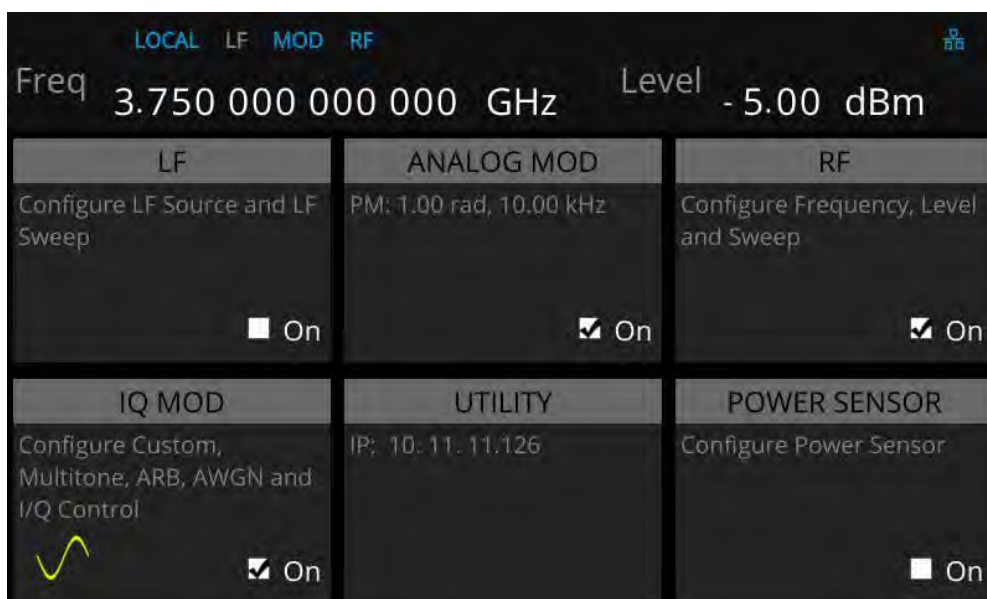 LOCAL LF MOD RF
Freq 3.750 000 000 000 GHz Level - 5.00 dBm
LF
Configure LF Source and LF
Sweep
On
ANALOG MOD
PM: 1.00 rad, 10.00 kHz
On
RF
Configure Frequency, Level
and Sweep
On
IQ MOD
Configure Custom,
Multitone, ARB, AWGN and
I/Q Control
On
UTILITY
IP: 10. 11. 11.126
POWER SENSOR
Configure Power Sensor
On